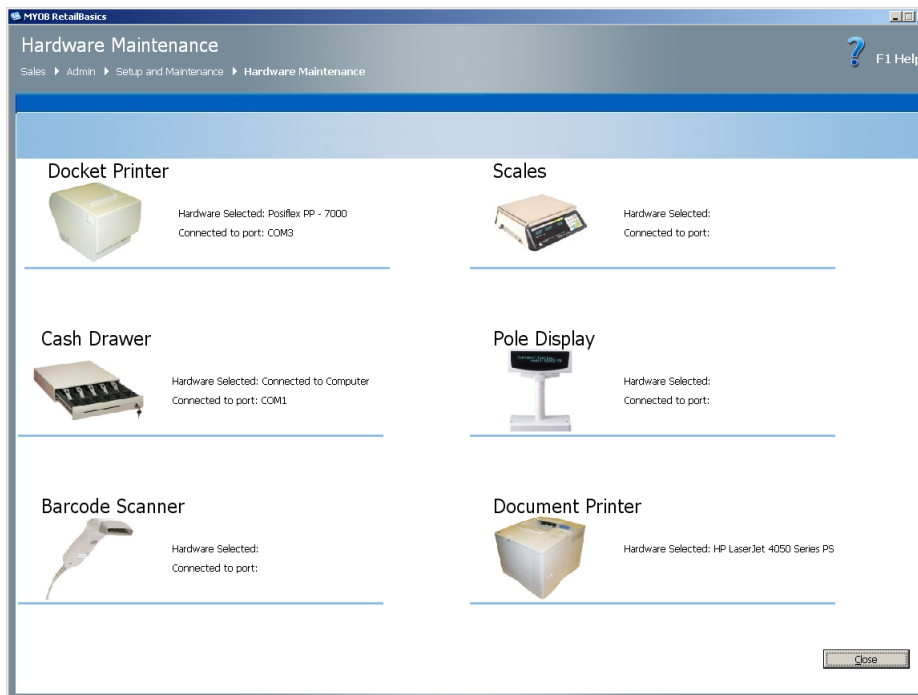 MYOB RetailBasics
Hardware Maintenance
F1 Help
Sales ▶ Admin ▶ Setup and Maintenance ▶ Hardware Maintenance
Docket Printer
Hardware Selected: Posiflex PP - 7000
Connected to port: COM3
Scales
Hardware Selected:
Connected to port:
Cash Drawer
Hardware Selected: Connected to Computer
Connected to port: COM1
Pole Display
Hardware Selected:
Connected to port:
Barcode Scanner
Hardware Selected:
Connected to port:
Document Printer
Hardware Selected: HP LaserJet 4050 Series PS
Close